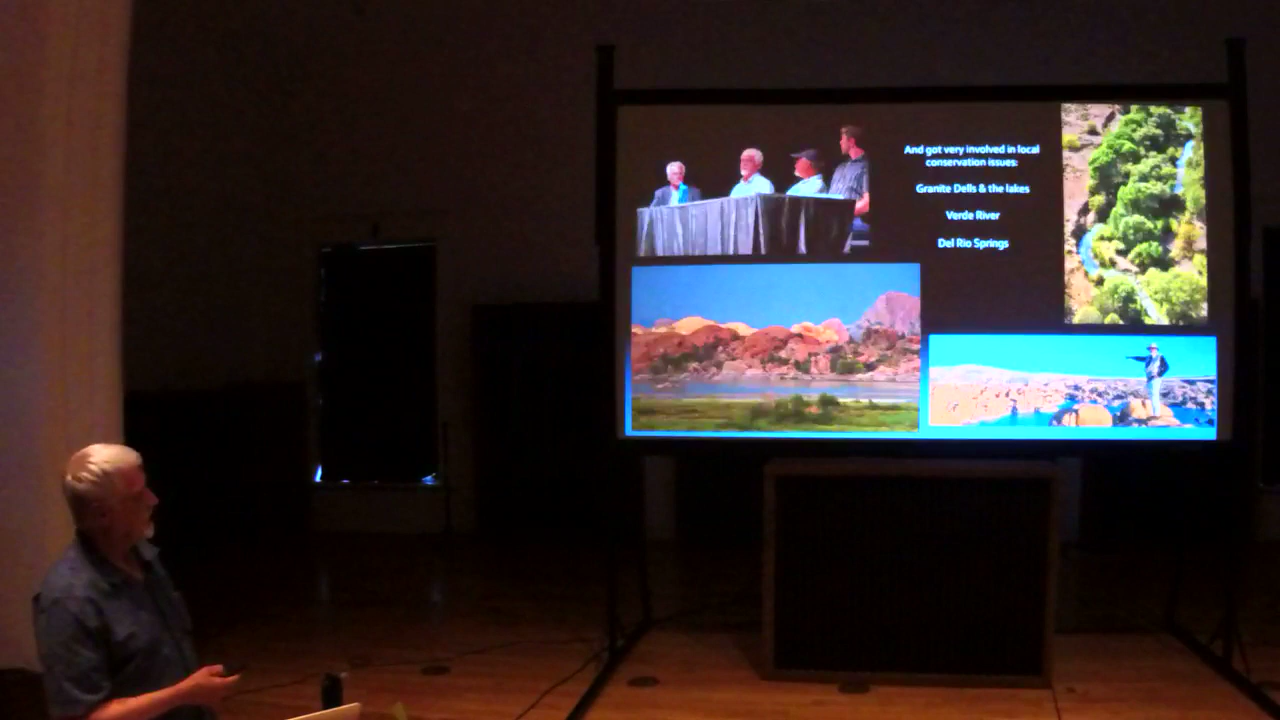 And got very involved in local
conservation issues:
Granite Dells & the lakes
Verde River
Del Rio Springs